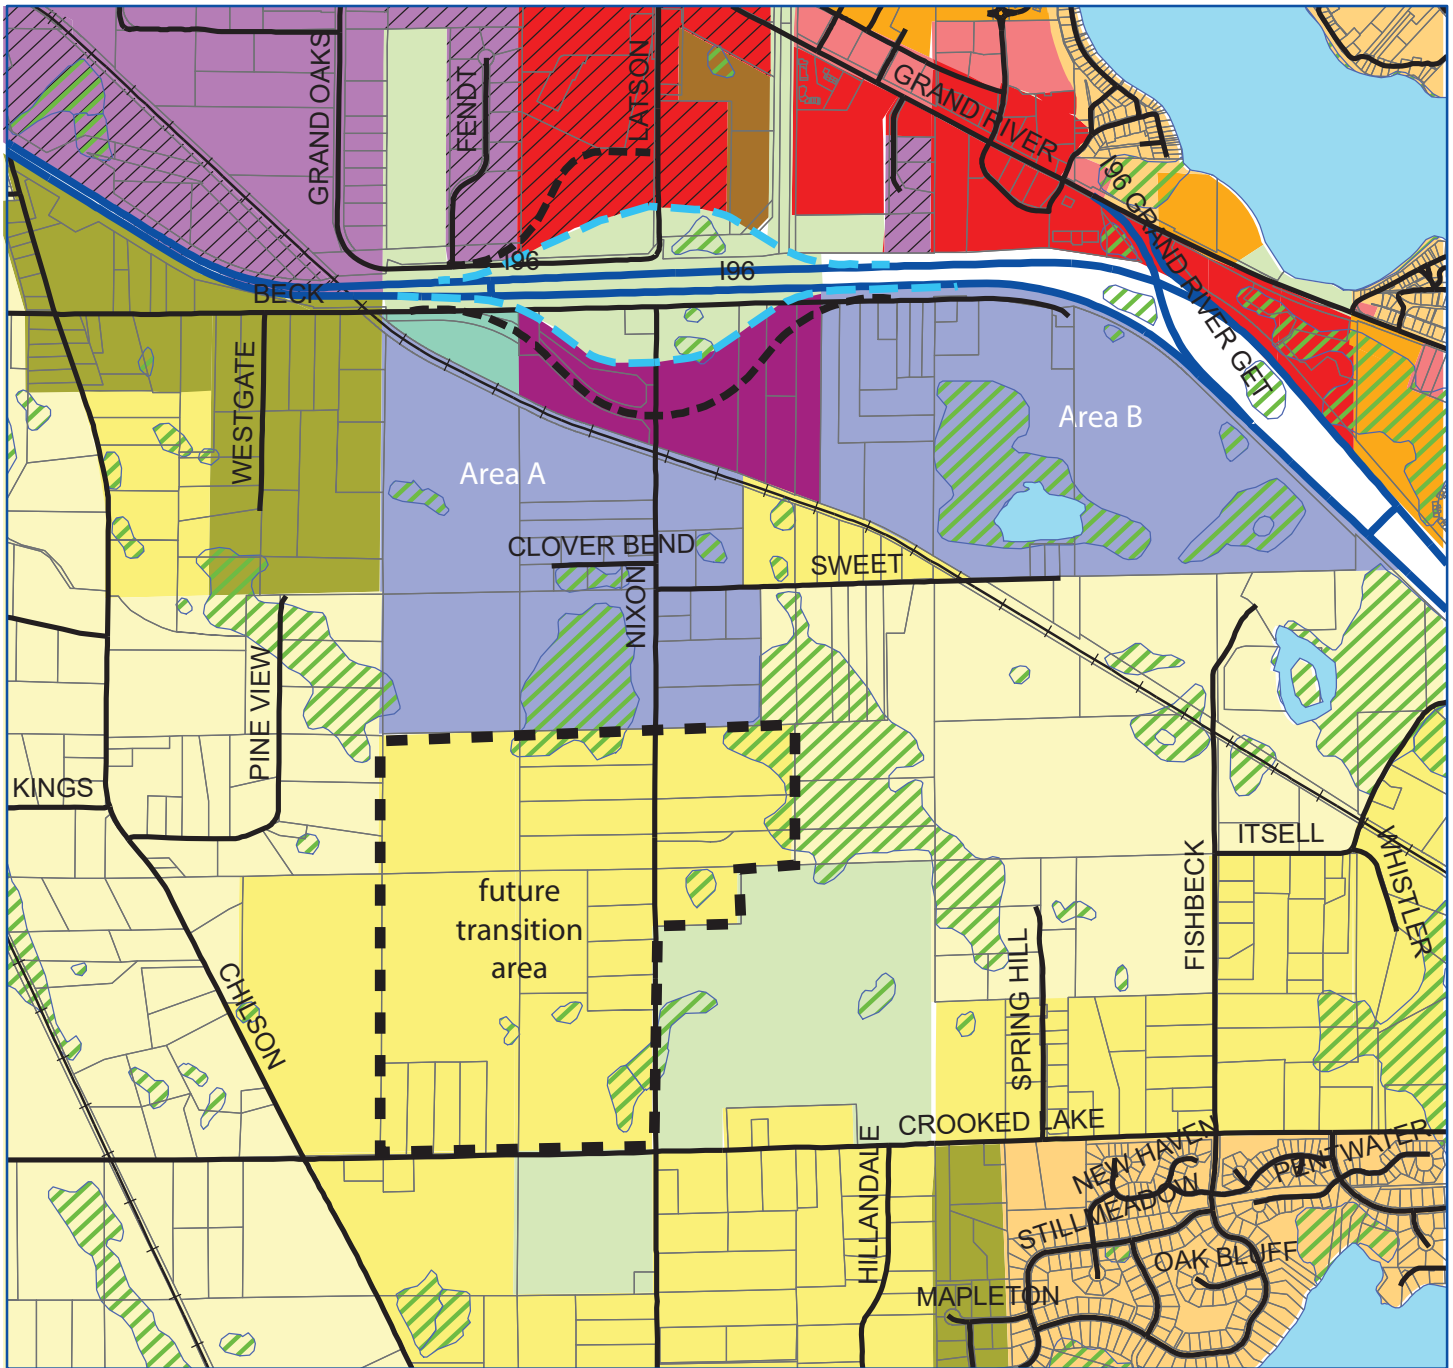 GRAND OAKS
FENDT
LATSON
GRAND RIVER
I96 GRAND RIVER GET
I96
I96
BECK
WESTGATE
Area A
Area B
CLOVER BEND
NIXON
SWEET
PINE VIEW
KINGS
ITSELL
WHISTLER
FISHBECK
future
transition
area
CHILSON
SPRING HILL
CROOKED LAKE
HILLANDALE
NEW HAVEN
PENTWATER
STILLMEADOW
OAK BLUFF
MAPLETON